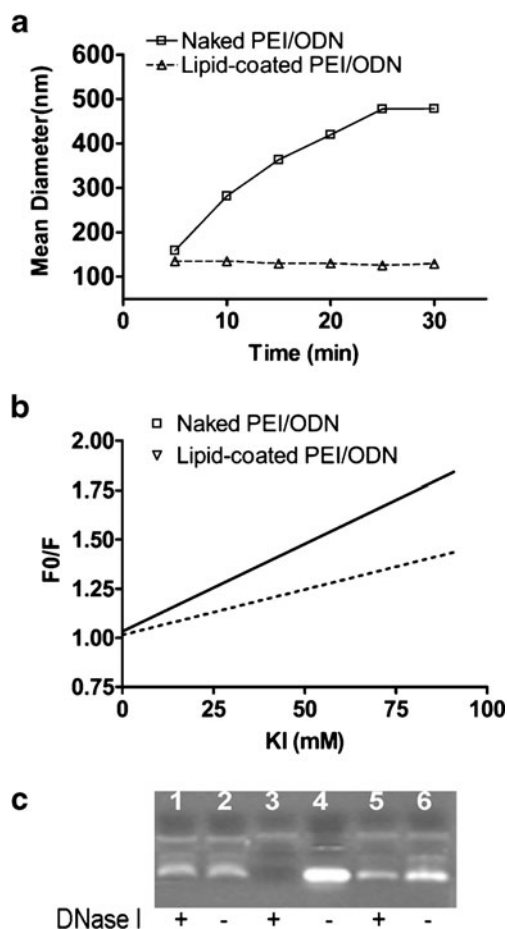 a
Naked PEI/ODN
Lipid-coated PEI/ODN
600
500
400
300
200
100
Mean Diameter(nm)
0 10 20 30
Time (min)
b
Naked PEI/ODN
Lipid-coated PEI/ODN
2.00
1.75
1.50
1.25
1.00
0.75
F0/F
0 25 50 75 100
KI (mM)
c
1 2 3 4 5 6
DNase I + - + - + -